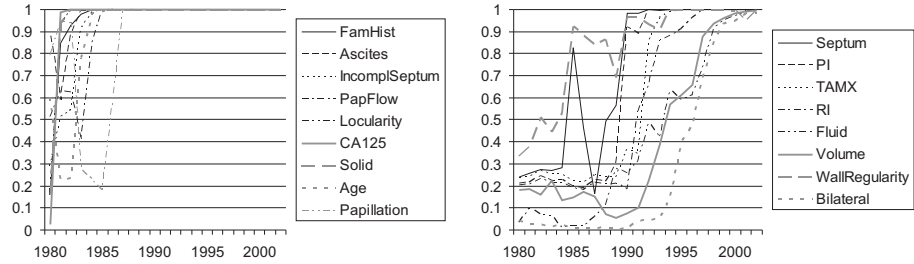 1
0.9
0.8
0.7
0.6
0.5
0.4
0.3
0.2
0.1
0
1980 1985 1990 1995 2000
FamHist
Ascites
IncomplSeptum
PapFlow
Locularity
CA125
Solid
Age
Papillation
1
0.9
0.8
0.7
0.6
0.5
0.4
0.3
0.2
0.1
0
1980 1985 1990 1995 2000
Septum
PI
TAMX
RI
Fluid
Volume
WallRegularity
Bilateral